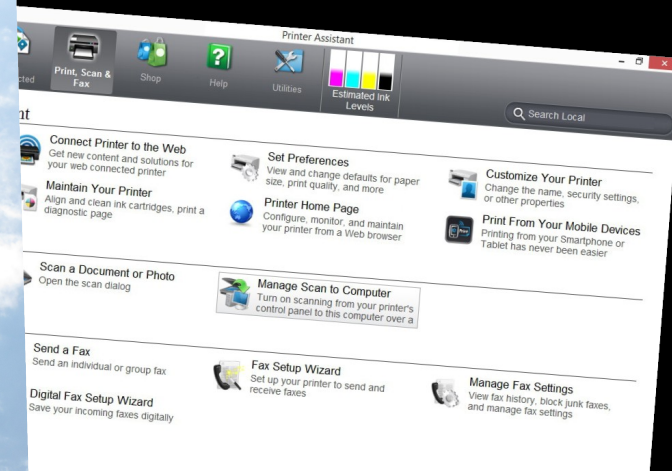 Printer Assistant
cted
Print, Scan &
Fax
Shop
Help
Utilities
Estimated Ink
Levels
Search Local
nt
Connect Printer to the Web
Get new content and solutions for
your web connected printer
Set Preferences
View and change defaults for paper
size, print quality, and more
Customize Your Printer
Change the name, security settings,
or other properties
Maintain Your Printer
Align and clean ink cartridges, print a
diagnostic page
Printer Home Page
Configure, monitor, and maintain
your printer from a Web browser
Print From Your Mobile Devices
Printing from your Smartphone or
Tablet has never been easier
Scan a Document or Photo
Open the scan dialog
Manage Scan to Computer
Turn on scanning from your printer's
control panel to this computer over a
Send a Fax
Send an individual or group fax
Fax Setup Wizard
Set up your printer to send and
receive faxes
Manage Fax Settings
View fax history, block junk faxes,
and manage fax settings
Digital Fax Setup Wizard
Save your incoming faxes digitally